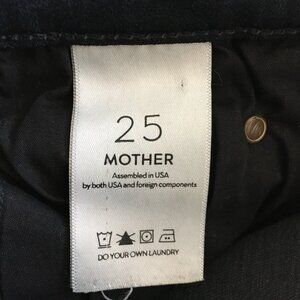 25
MOTHER
Assembled in USA
by both USA and foreign components
DO YOUR OWN LAUNDRY